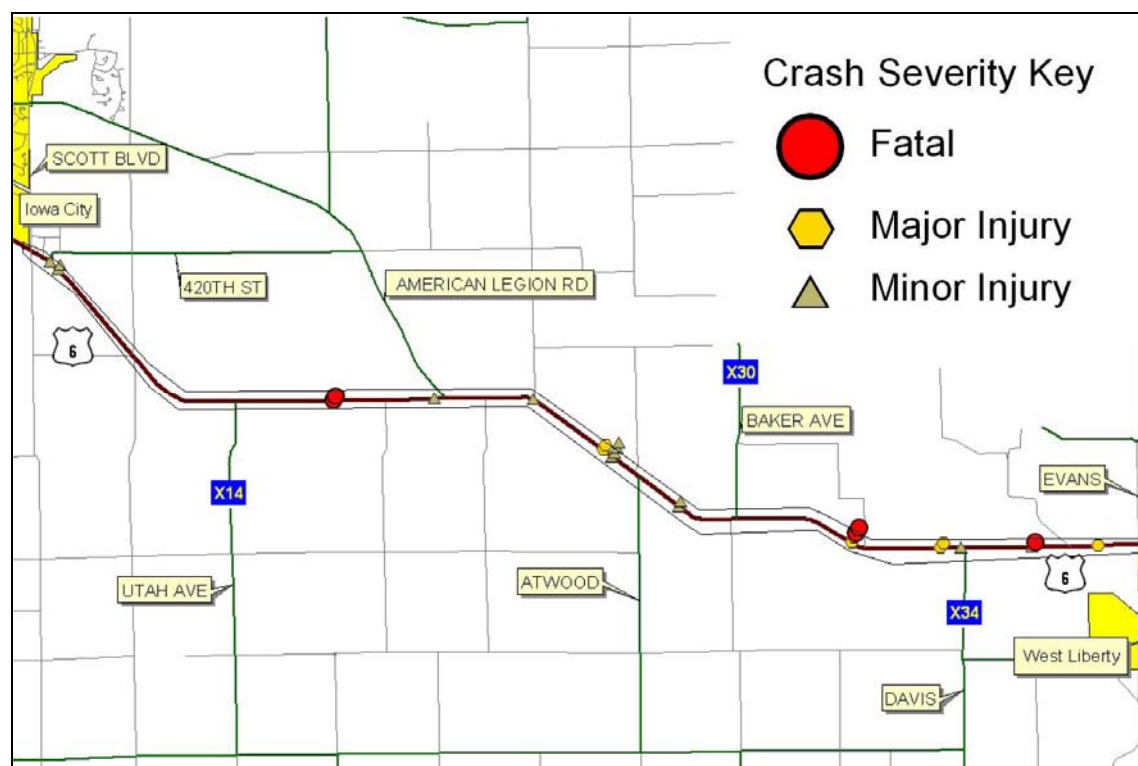 Crash Severity Key
Fatal
Major Injury
Minor Injury
SCOTT BLVD
Iowa City
420TH ST
AMERICAN LEGION RD
6
X30
BAKER AVE
EVANS
X14
UTAH AVE
ATWOOD
6
X34
West Liberty
DAVIS